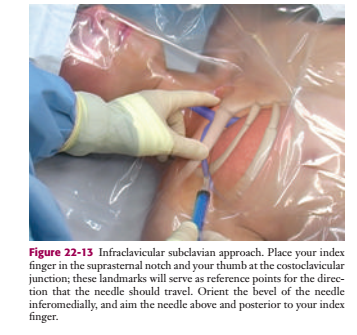 Figure 22-13 Infraclavicular subclavian approach. Place your index
finger in the suprasternal notch and your thumb at the costoclavicular
junction; these landmarks will serve as reference points for the direc-
tion that the needle should travel. Orient the bevel of the needle
inferomedially, and aim the needle above and posterior to your index
finger.